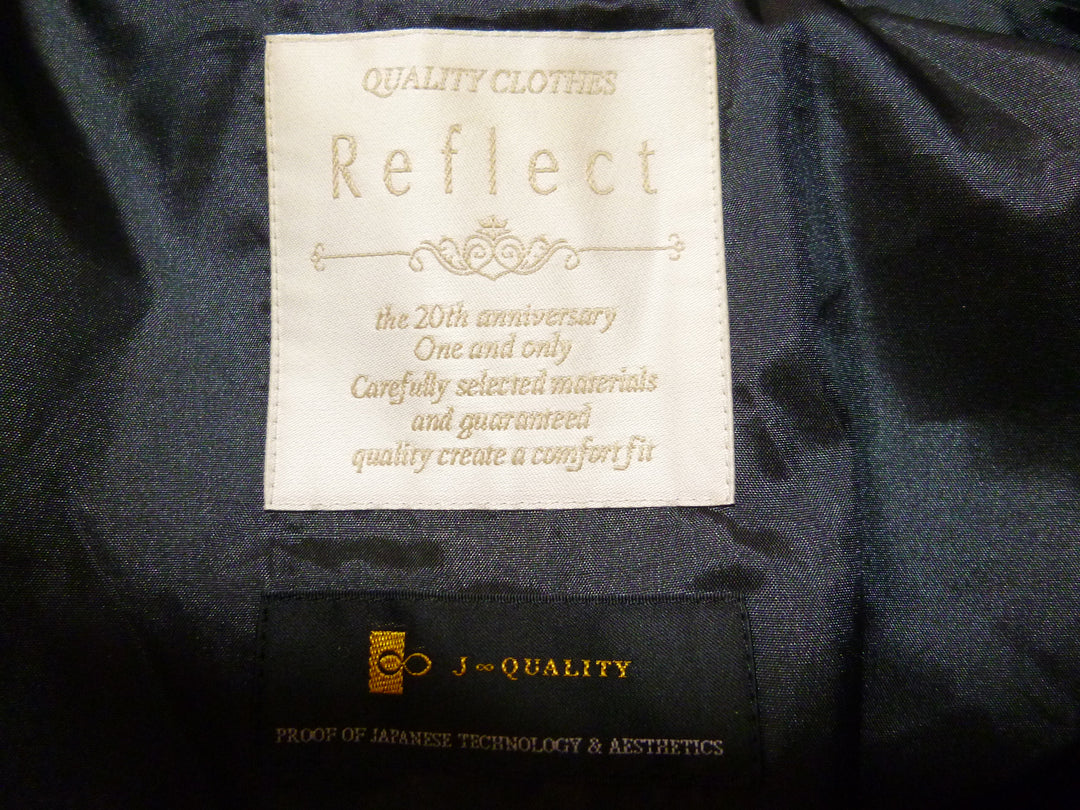 QUALITY CLOTHES
Reflect
the 20th anniversary
One and only
Carefully selected materials
and guaranteed
quality create a comfort fit
J∞QUALITY
PROOF OF JAPANESE TECHNOLOGY & AESTHETICS